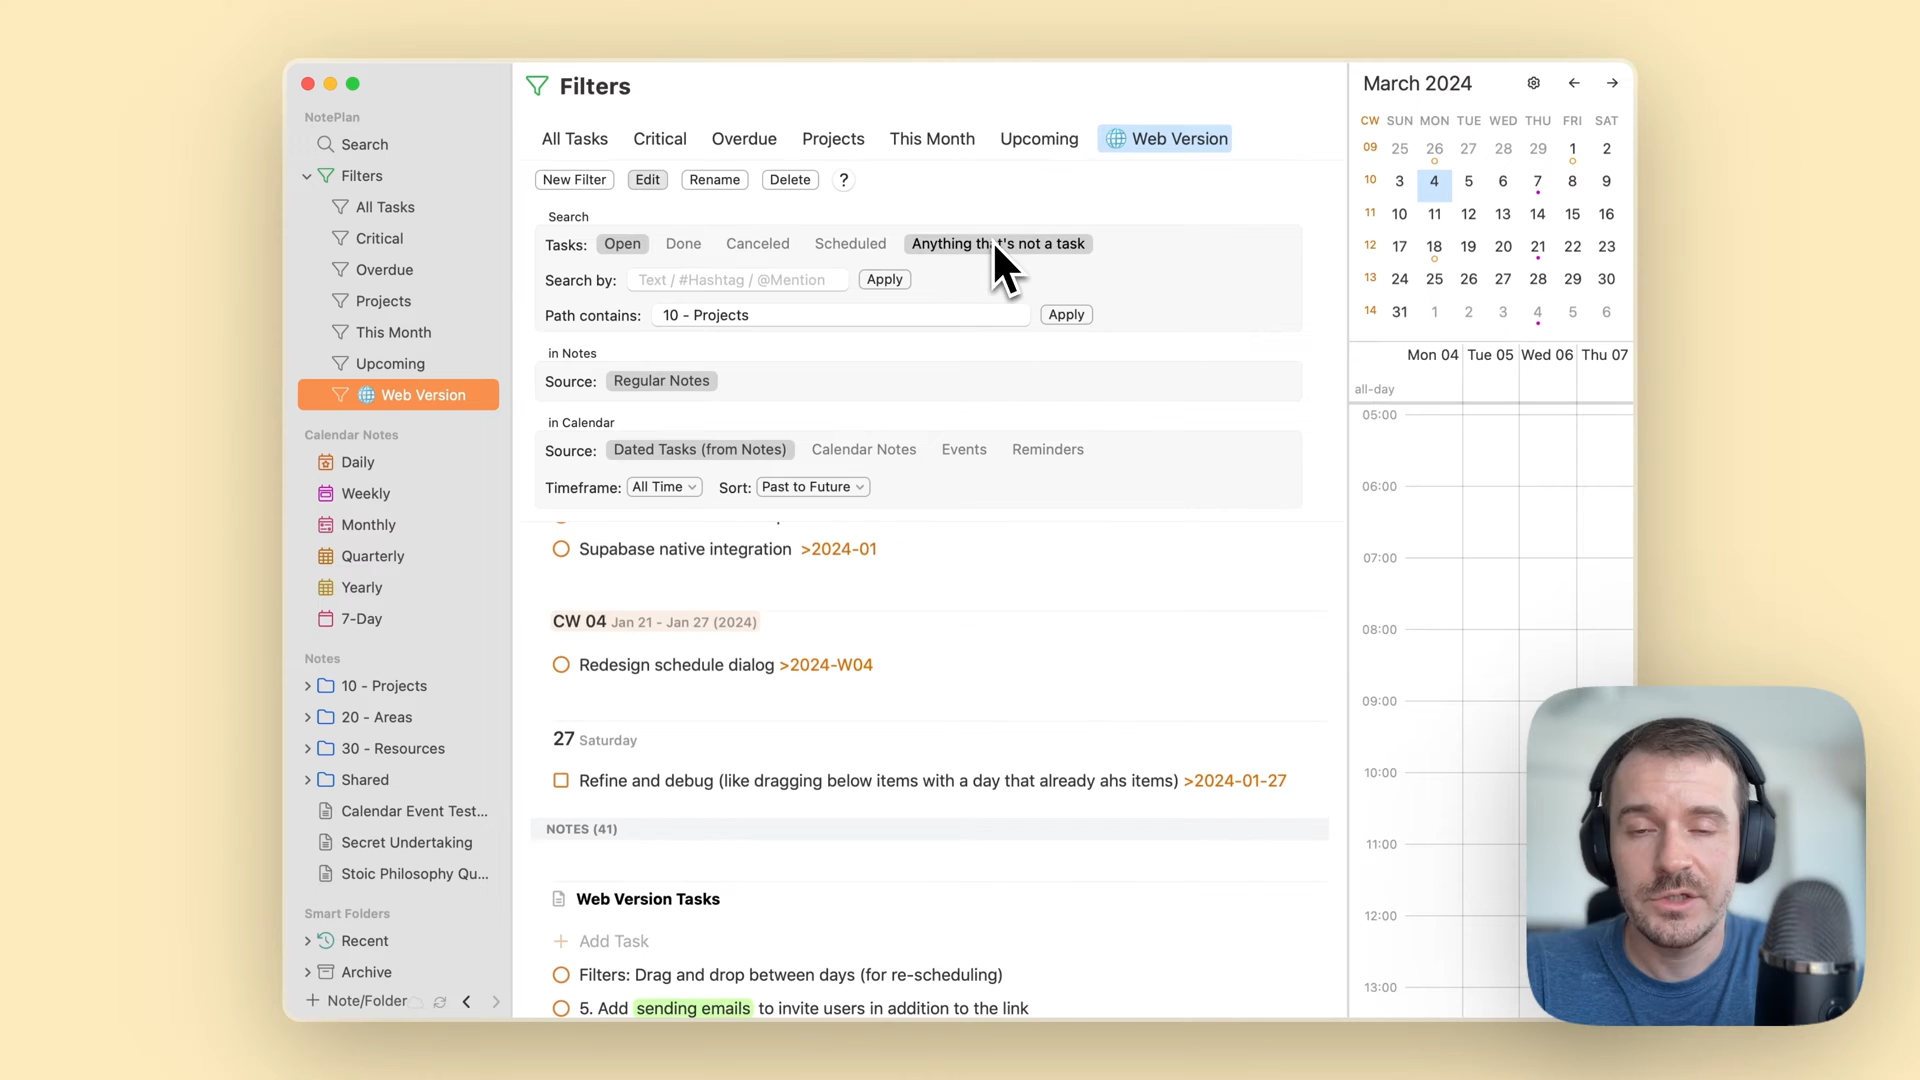 NotePlan
Search
Filters
All Tasks
Critical
Overdue
Projects
This Month
Upcoming
Web Version
Calendar Notes
Daily
Weekly
Monthly
Quarterly
Yearly
7-Day
Notes
10 - Projects
20 - Areas
30 - Resources
Shared
Calendar Event Test...
Secret Undertaking
Stoic Philosophy Qu...
Smart Folders
Recent
Archive
Note/Folder
Filters
All Tasks Critical Overdue Projects This Month Upcoming Web Version
New Filter Edit Rename Delete ?
Search
Tasks: Open Done Canceled Scheduled Anything that's not a task
Search by: Text / #Hashtag / @Mention Apply
Path contains: 10 - Projects Apply
in Notes
Source: Regular Notes
in Calendar
Source: Dated Tasks (from Notes) Calendar Notes Events Reminders
Timeframe: All Time Sort: Past to Future
Supabase native integration >2024-01
CW 04 Jan 21 - Jan 27 (2024)
Redesign schedule dialog >2024-W04
27 Saturday
Refine and debug (like dragging below items with a day that already ahs items) >2024-01-27
NOTES (41)
Web Version Tasks
+ Add Task
Filters: Drag and drop between days (for re-scheduling)
5. Add sending emails to invite users in addition to the link
March 2024
CW SUN MON TUE WED THU FRI SAT
09 25 26 27 28 29 1 2
10 3 4 5 6 7 8 9
11 10 11 12 13 14 15 16
12 17 18 19 20 21 22 23
13 24 25 26 27 28 29 30
14 31 1 2 3 4 5 6
Mon 04 Tue 05 Wed 06 Thu 07
all-day
05:00
06:00
07:00
08:00
09:00
10:00
11:00
12:00
13:00